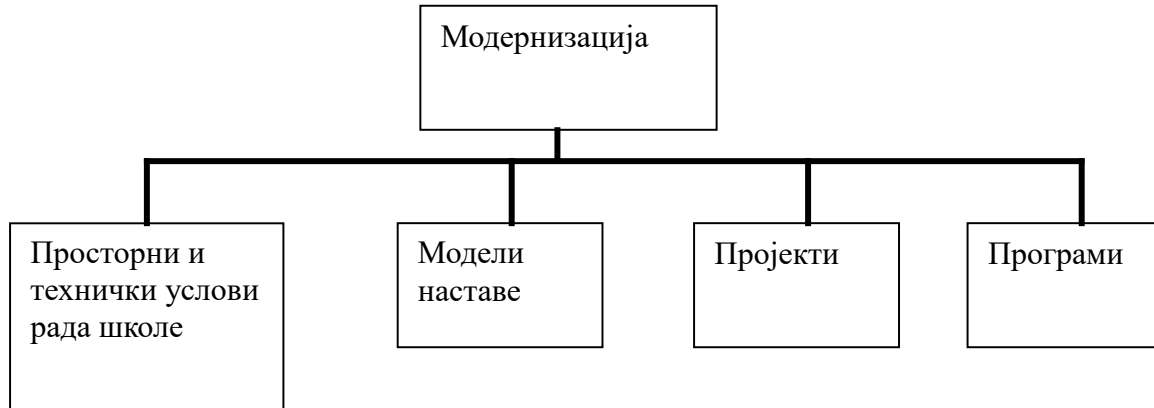 Модернизација
Просторни и
технички услови
рада школе
Модели
наставе
Пројекти
Програми